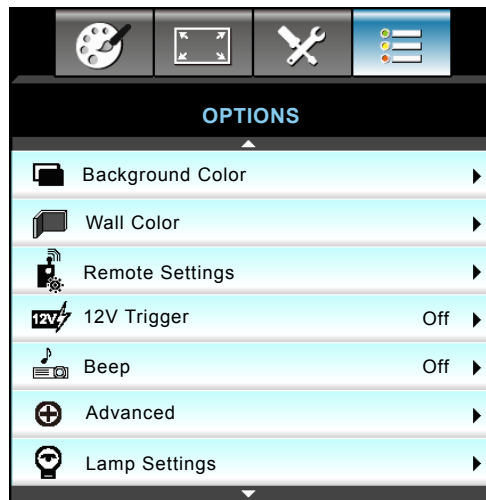 OPTIONS
Background Color
Wall Color
Remote Settings
12V 12V Trigger Off
Beep Off
Advanced
Lamp Settings